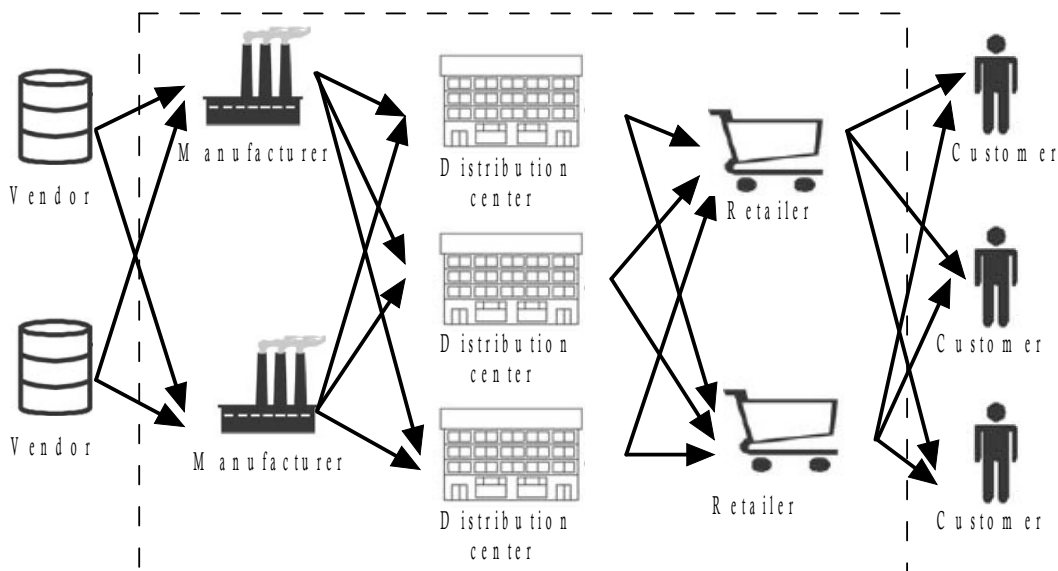 Vendor
Manufacturer
Distribution
center
Retailer
Customer
Distribution
center
Customer
Vendor
Manufacturer
Distribution
center
Retailer
Customer